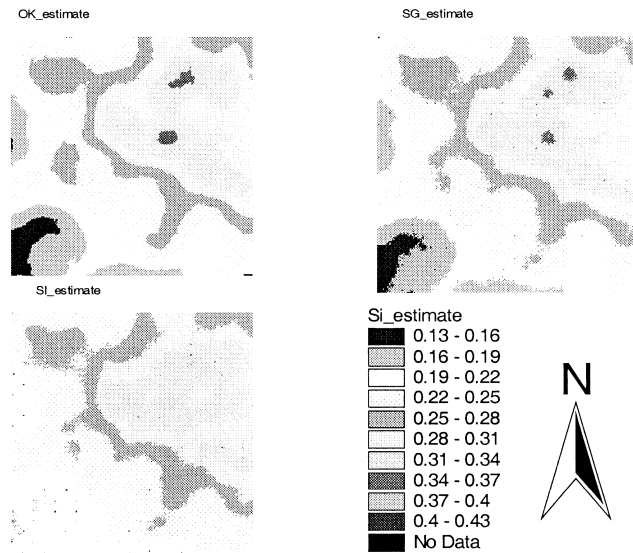 OK_estimate
SG_estimate
SI_estimate
Si_estimate
0.13 - 0.16
0.16 - 0.19
0.19 - 0.22
0.22 - 0.25
0.25 - 0.28
0.28 - 0.31
0.31 - 0.34
0.34 - 0.37
0.37 - 0.4
0.4 - 0.43
No Data
N